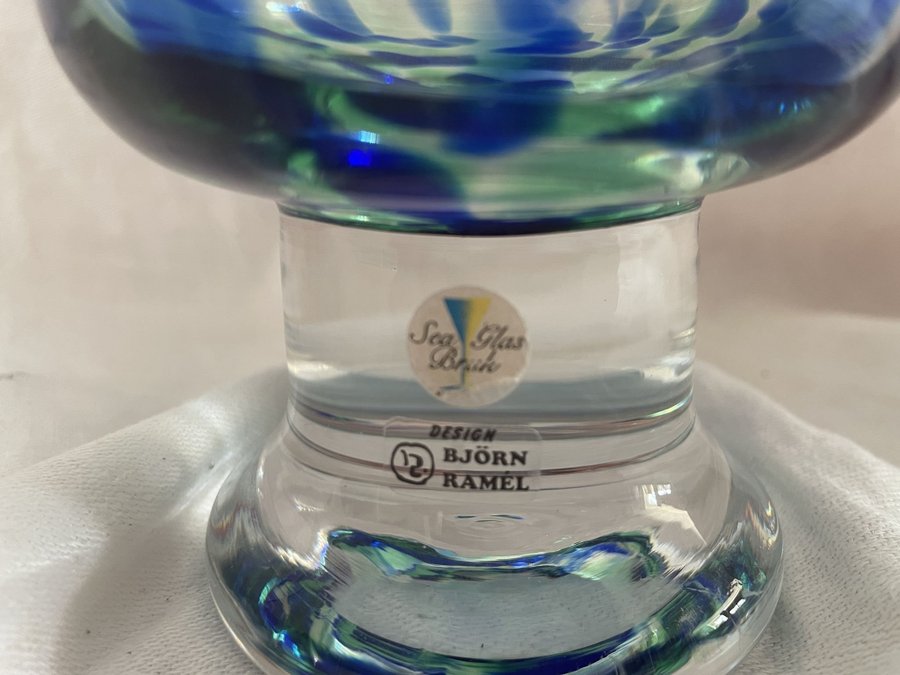 Sea Glas
Bruk
DESIGN
BJÖRN
RAMÉL